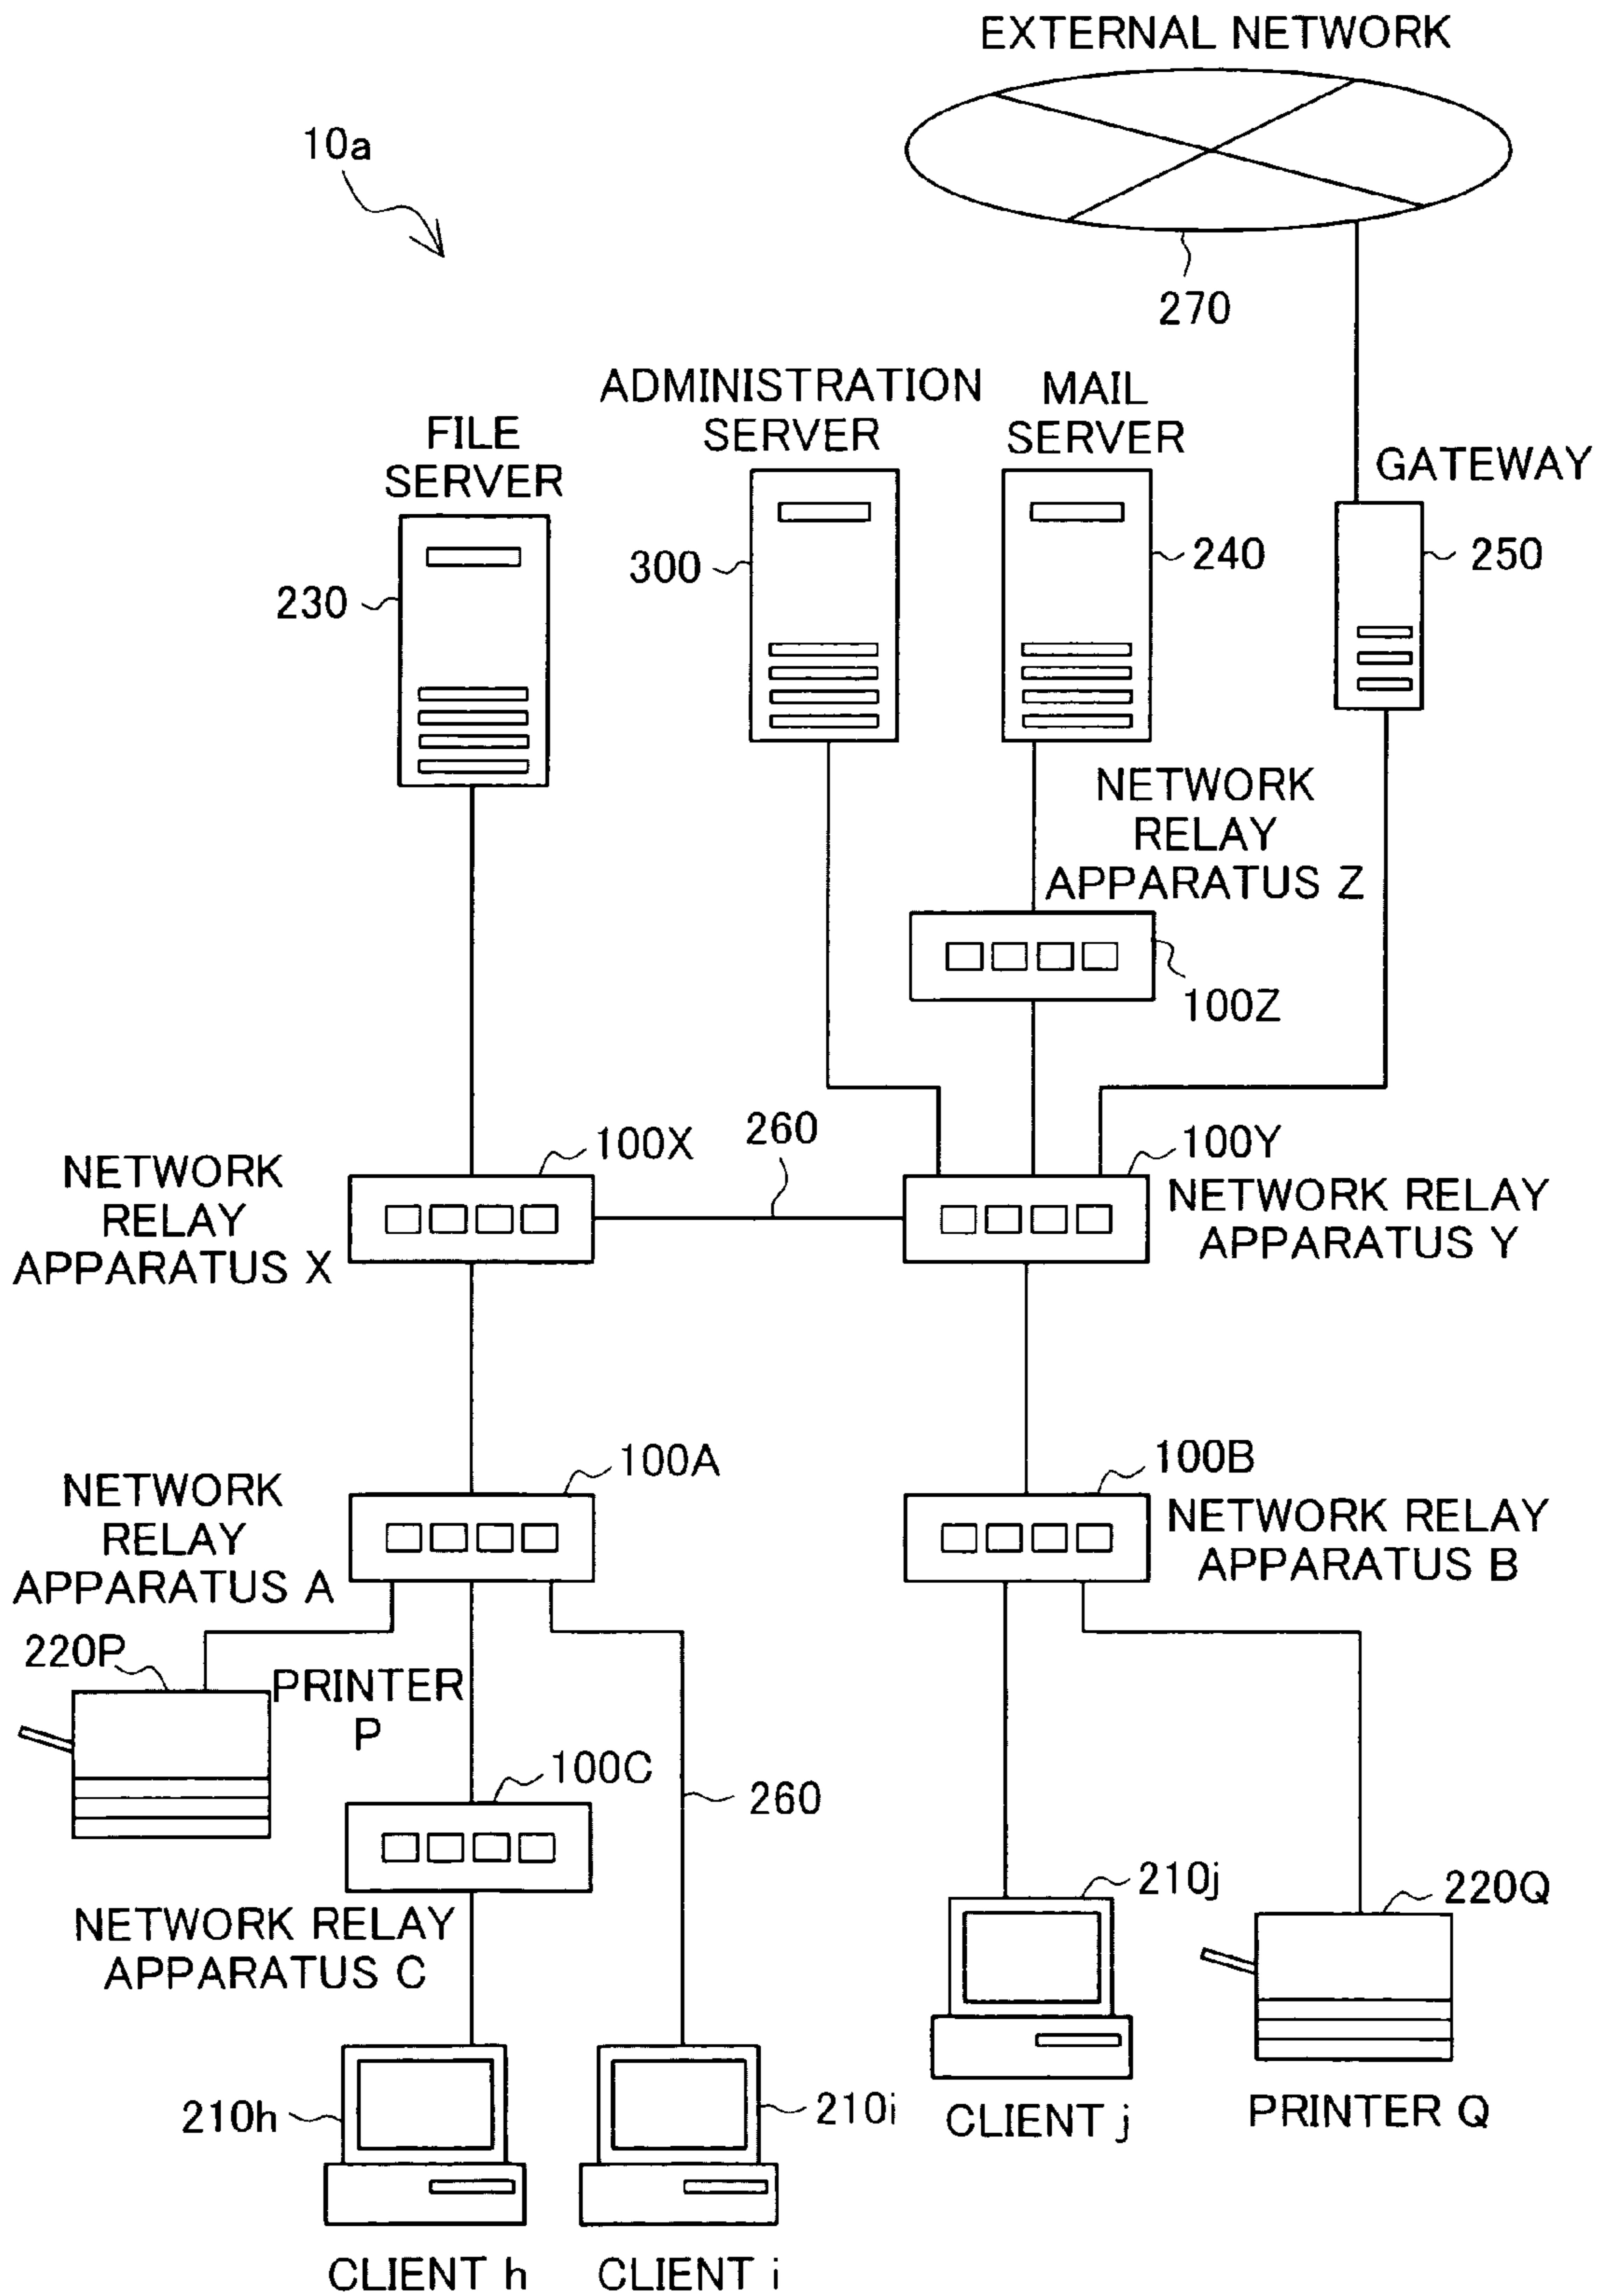 EXTERNAL NETWORK
10a
270
ADMINISTRATION
SERVER
MAIL
SERVER
FILE
SERVER
GATEWAY
300
240
250
230
NETWORK
RELAY
APPARATUS Z
100Z
100X
260
100Y
NETWORK
RELAY
APPARATUS X
NETWORK RELAY
APPARATUS Y
100A
100B
NETWORK
RELAY
APPARATUS A
NETWORK RELAY
APPARATUS B
220P
PRINTER
P
100C
260
210j
220Q
NETWORK RELAY
APPARATUS C
210h
210i
CLIENT j
PRINTER Q
CLIENT h
CLIENT i